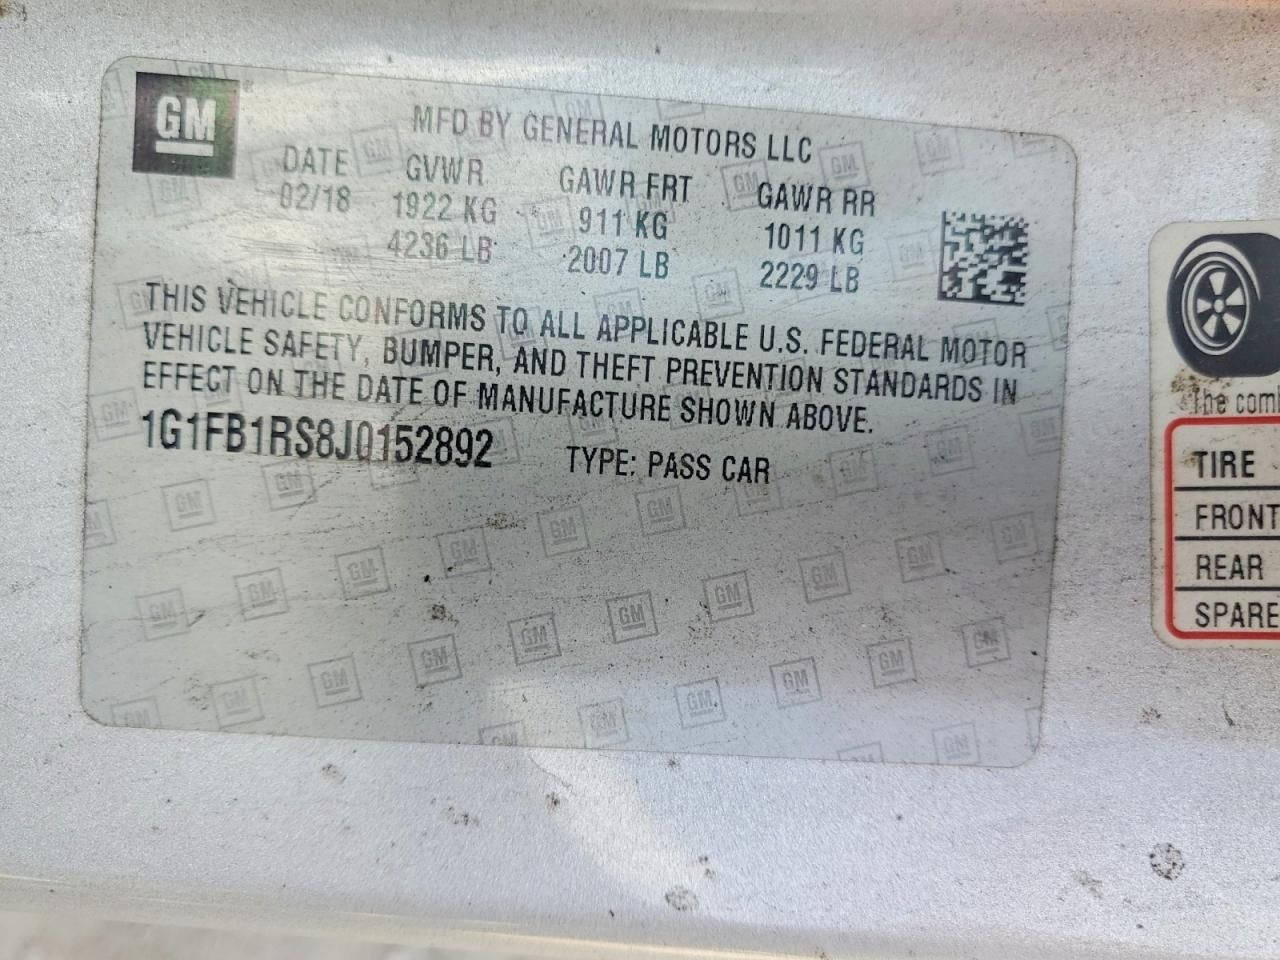 GM
MFD BY GENERAL MOTORS LLC
DATE GVWR GAWR FRT GAWR RR
02/18 1922 KG 911 KG 1011 KG
4236 LB 2007 LB 2229 LB
THIS VEHICLE CONFORMS TO ALL APPLICABLE U.S. FEDERAL MOTOR
VEHICLE SAFETY, BUMPER, AND THEFT PREVENTION STANDARDS IN
EFFECT ON THE DATE OF MANUFACTURE SHOWN ABOVE.
1G1FB1RS8J0152892 TYPE: PASS CAR
The
TIRE
FRONT
REAR
SPARE